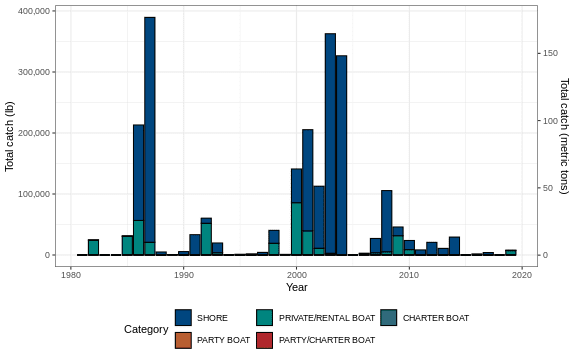 400,000
300,000
200,000
100,000
0
Total catch (lb)
150
100
50
0
Total catch (metric tons)
1980 1990 2000 2010 2020
Year
Category
SHORE PRIVATE/RENTAL BOAT CHARTER BOAT
PARTY BOAT PARTY/CHARTER BOAT